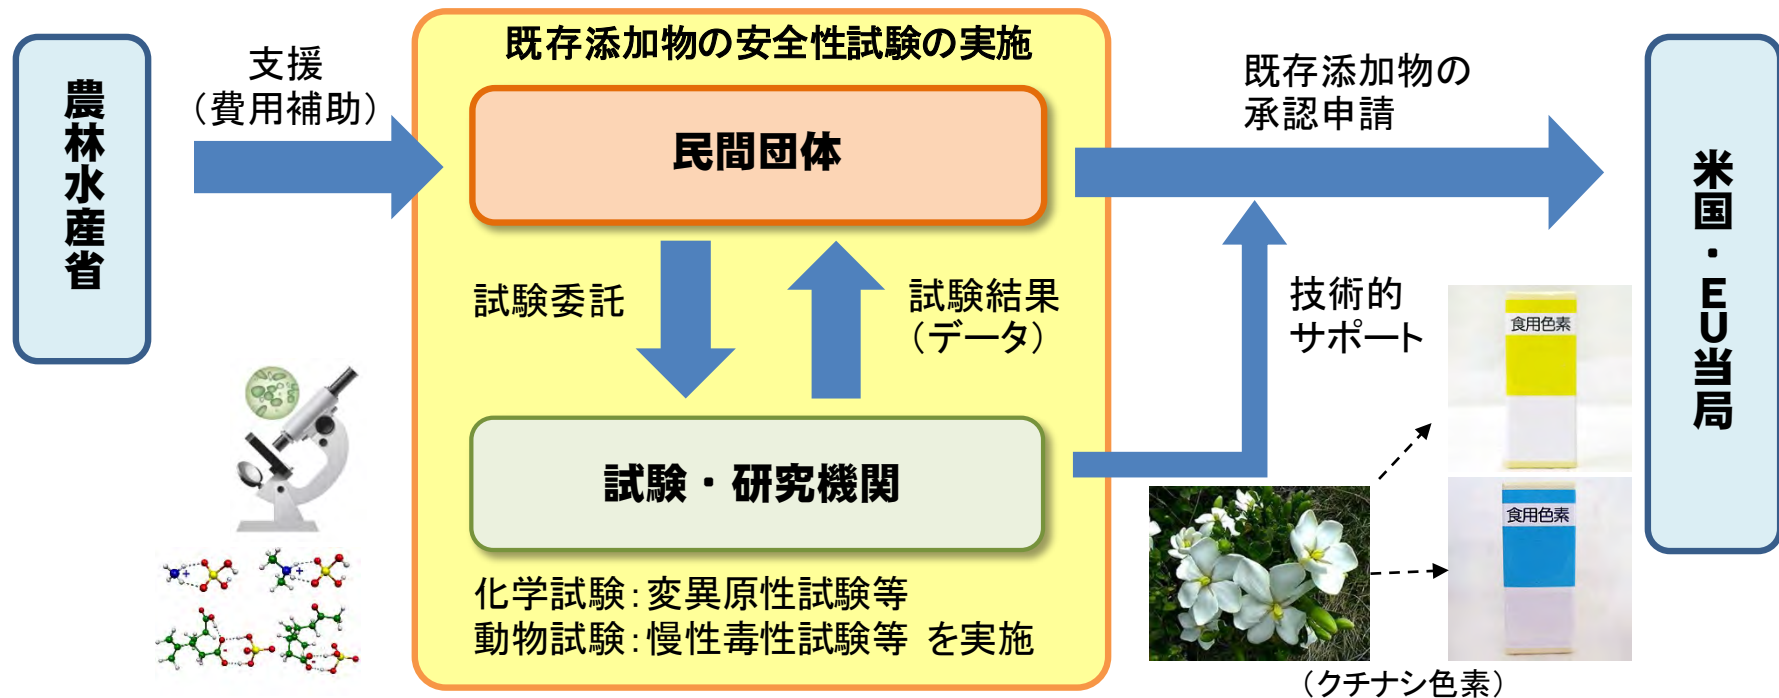 農林水産省
支援
（費用補助）
既存添加物の安全性試験の実施
民間団体
試験委託
試験結果
（データ）
試験・研究機関
化学試験：変異原性試験等
動物試験：慢性毒性試験等 を実施
既存添加物の
承認申請
技術的
サポート
食用色素
食用色素
（クチナシ色素）
米国・EU当局